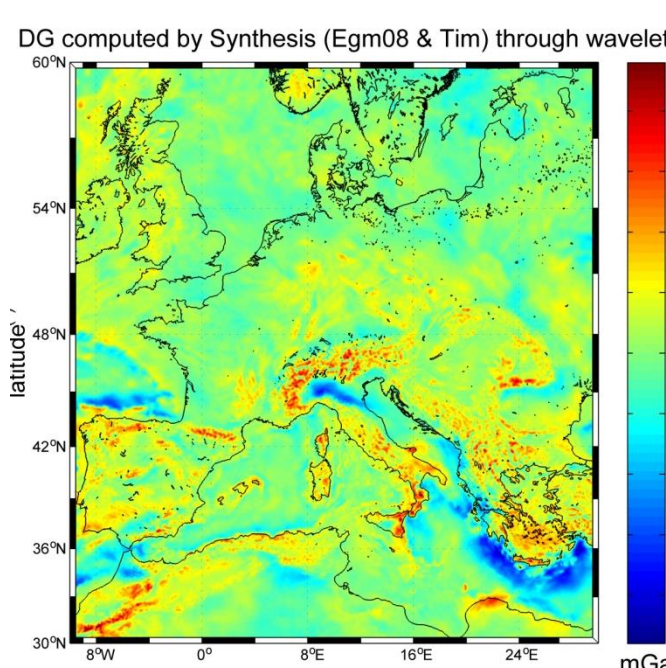 DG computed by Synthesis (Egm08 & Tim) through wavelet
60°N
54°N
48°N
42°N
36°N
30°N
latitude
8°W
0°
8°E
16°E
24°E
mGa